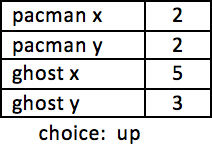 pacman x 2
pacman y 2
ghost x 5
ghost y 3
choice: up